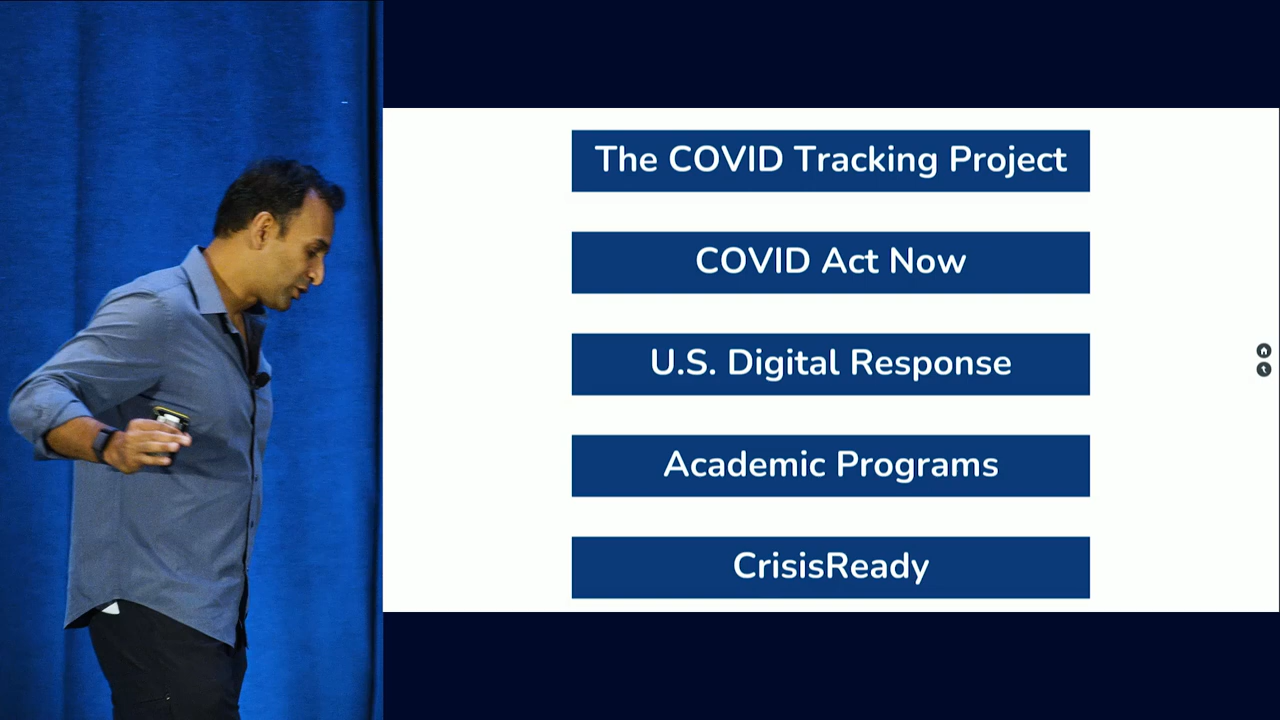 The COVID Tracking Project
COVID Act Now
U.S. Digital Response
Academic Programs
CrisisReady